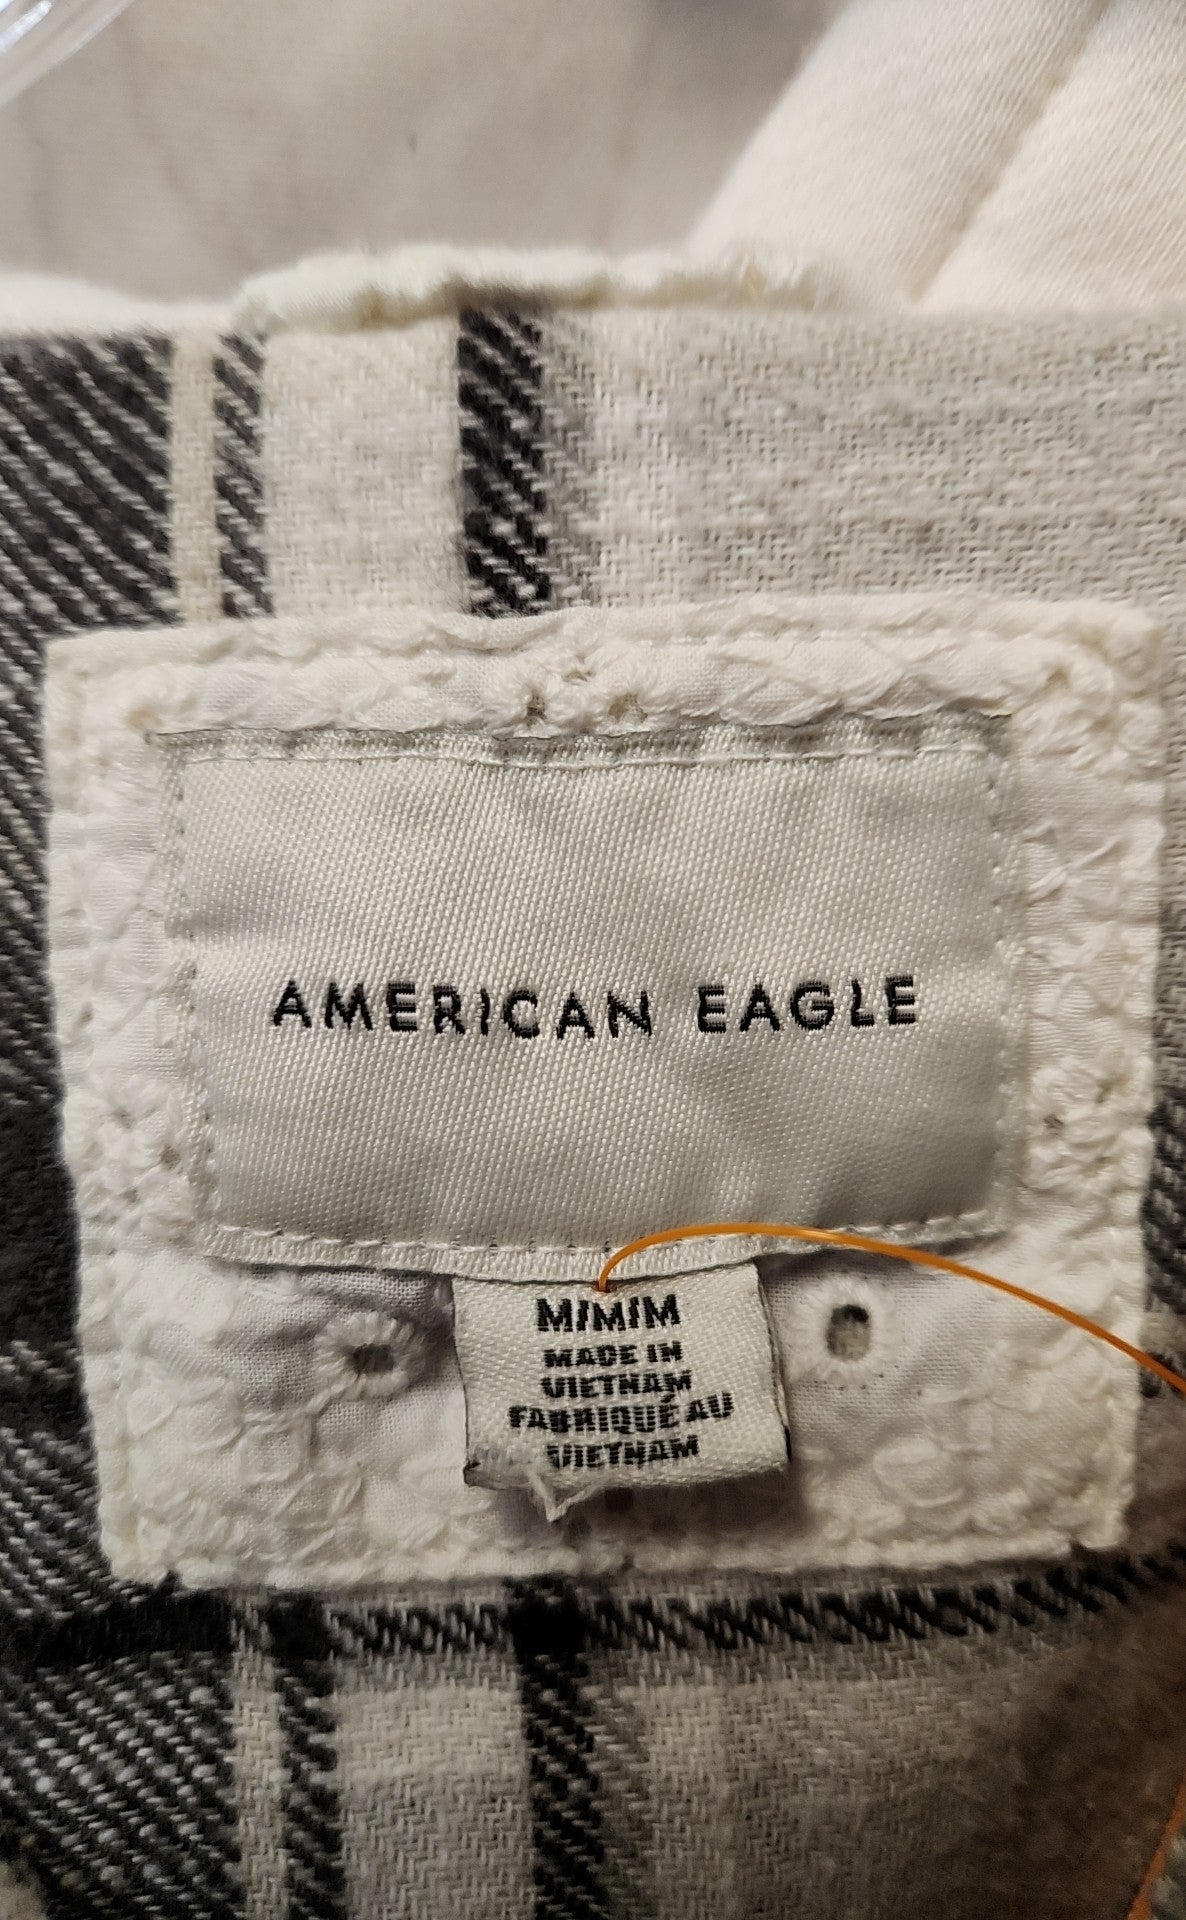 AMERICAN EAGLE
M/M/M
MADE IN
VIETNAM
FABRIQUÉ AU
VIETNAM